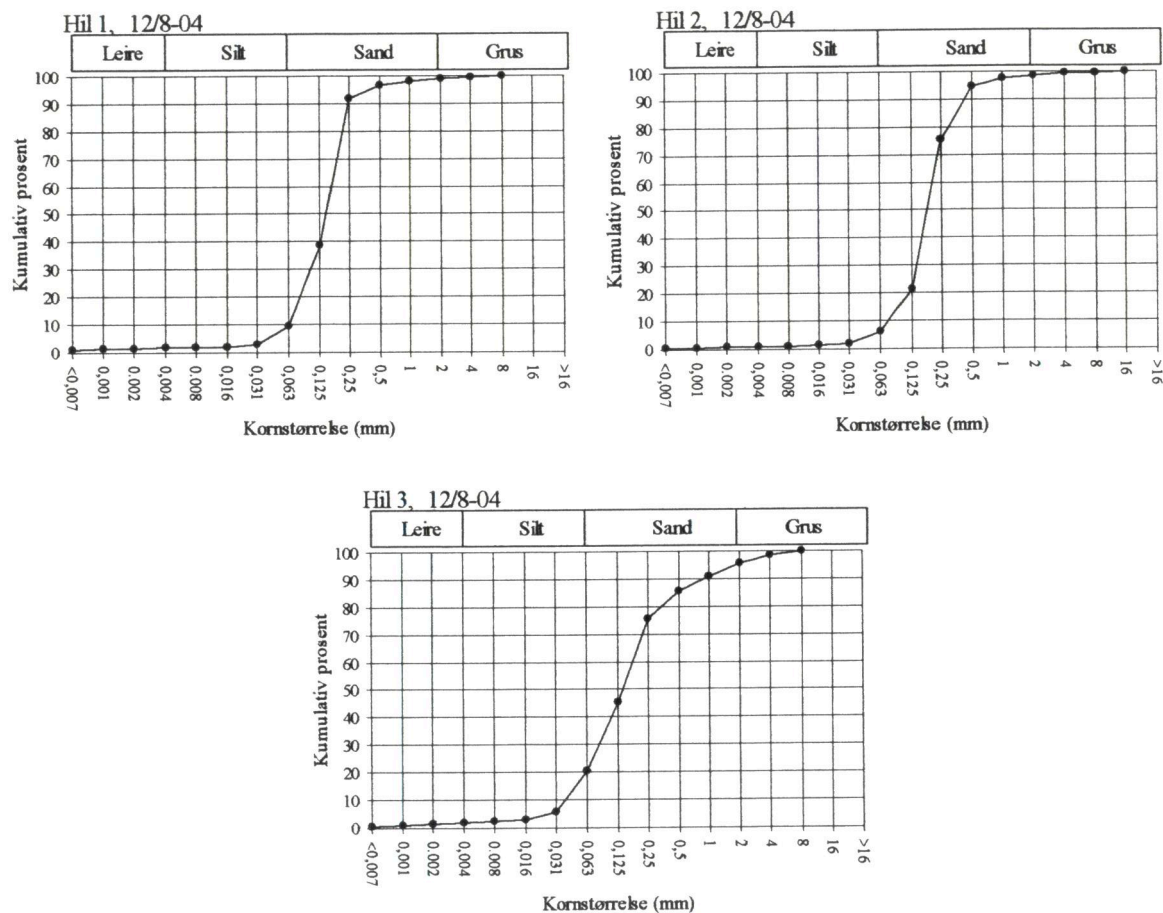 Hil 1, 12/8-04
Leire Silt Sand Grus
Kumulativ prosent
100
90
80
70
60
50
40
30
20
10
0
<0,007 0,001 0,002 0,004 0,008 0,016 0,031 0,063 0,125 0,25 0,5 1 2 4 8 16 >16
Kornstørrelse (mm)
Hil 2, 12/8-04
Leire Silt Sand Grus
Kumulativ prosent
100
90
80
70
60
50
40
30
20
10
0
<0,007 0,001 0,002 0,004 0,008 0,016 0,031 0,063 0,125 0,25 0,5 1 2 4 8 16 >16
Kornstørrelse (mm)
Hil 3, 12/8-04
Leire Silt Sand Grus
Kumulativ prosent
100
90
80
70
60
50
40
30
20
10
0
<0,007 0,001 0,002 0,004 0,008 0,016 0,031 0,063 0,125 0,25 0,5 1 2 4 8 16 >16
Kornstørrelse (mm)